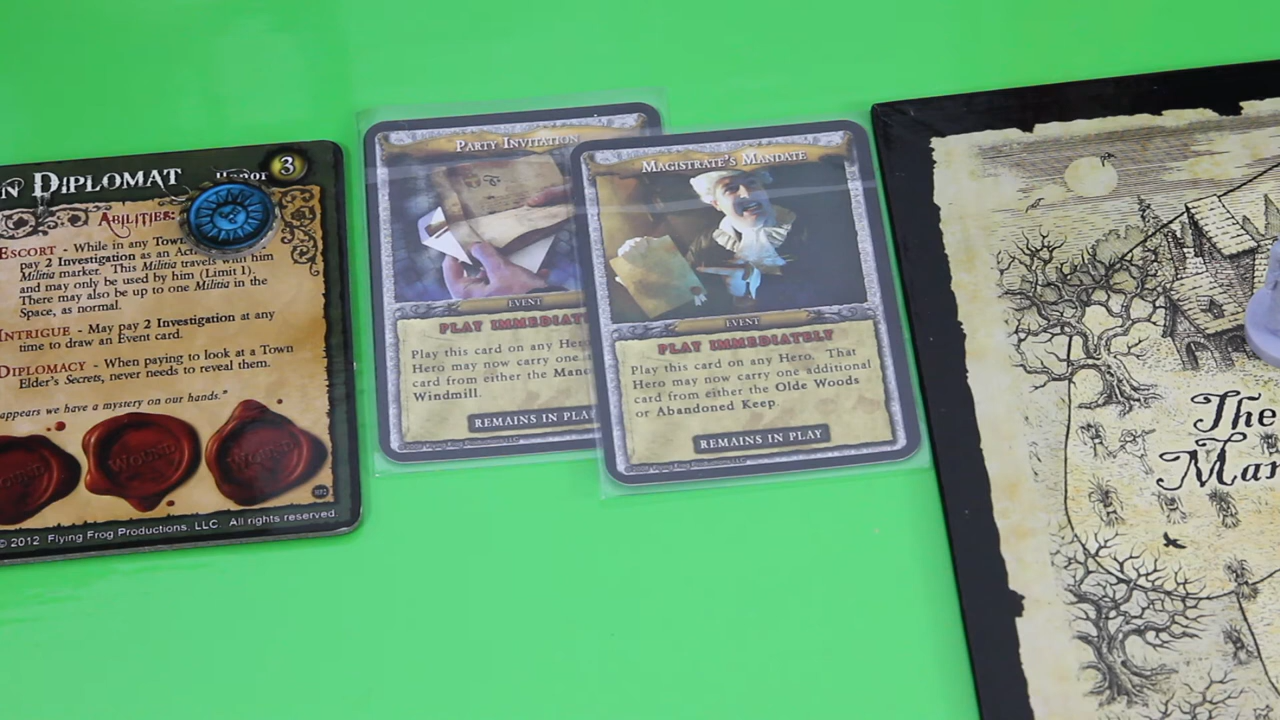 N DIPLOMAT
3
ABILITIES:
ESCORT - While in any Town
pay 2 Investigation as an Act
Militia marker. This Militia travels with him
and may only be used by him (Limit 1).
There may also be up to one Militia in the
Space, as normal.
INTRIGUE - May pay 2 Investigation at any
time to draw an Event card.
DIPLOMACY - When paying to look at a Town
Elder's Secrets, never needs to reveal them.
appears we have a mystery on our hands."
WOUND
WOUND
WOUND
© 2012 Flying Frog Productions, LLC. All rights reserved.
PARTY INVITATION
EVENT
PLAY IMMEDIAT
Play this card on any Hero
Hero may now carry one
card from either the Mano
Windmill.
REMAINS IN PLAY
MAGISTRATE'S MANDATE
EVENT
PLAY IMMEDIATELY
Play this card on any Hero. That
Hero may now carry one additional
card from either the Olde Woods
or Abandoned Keep.
REMAINS IN PLAY
The
Man